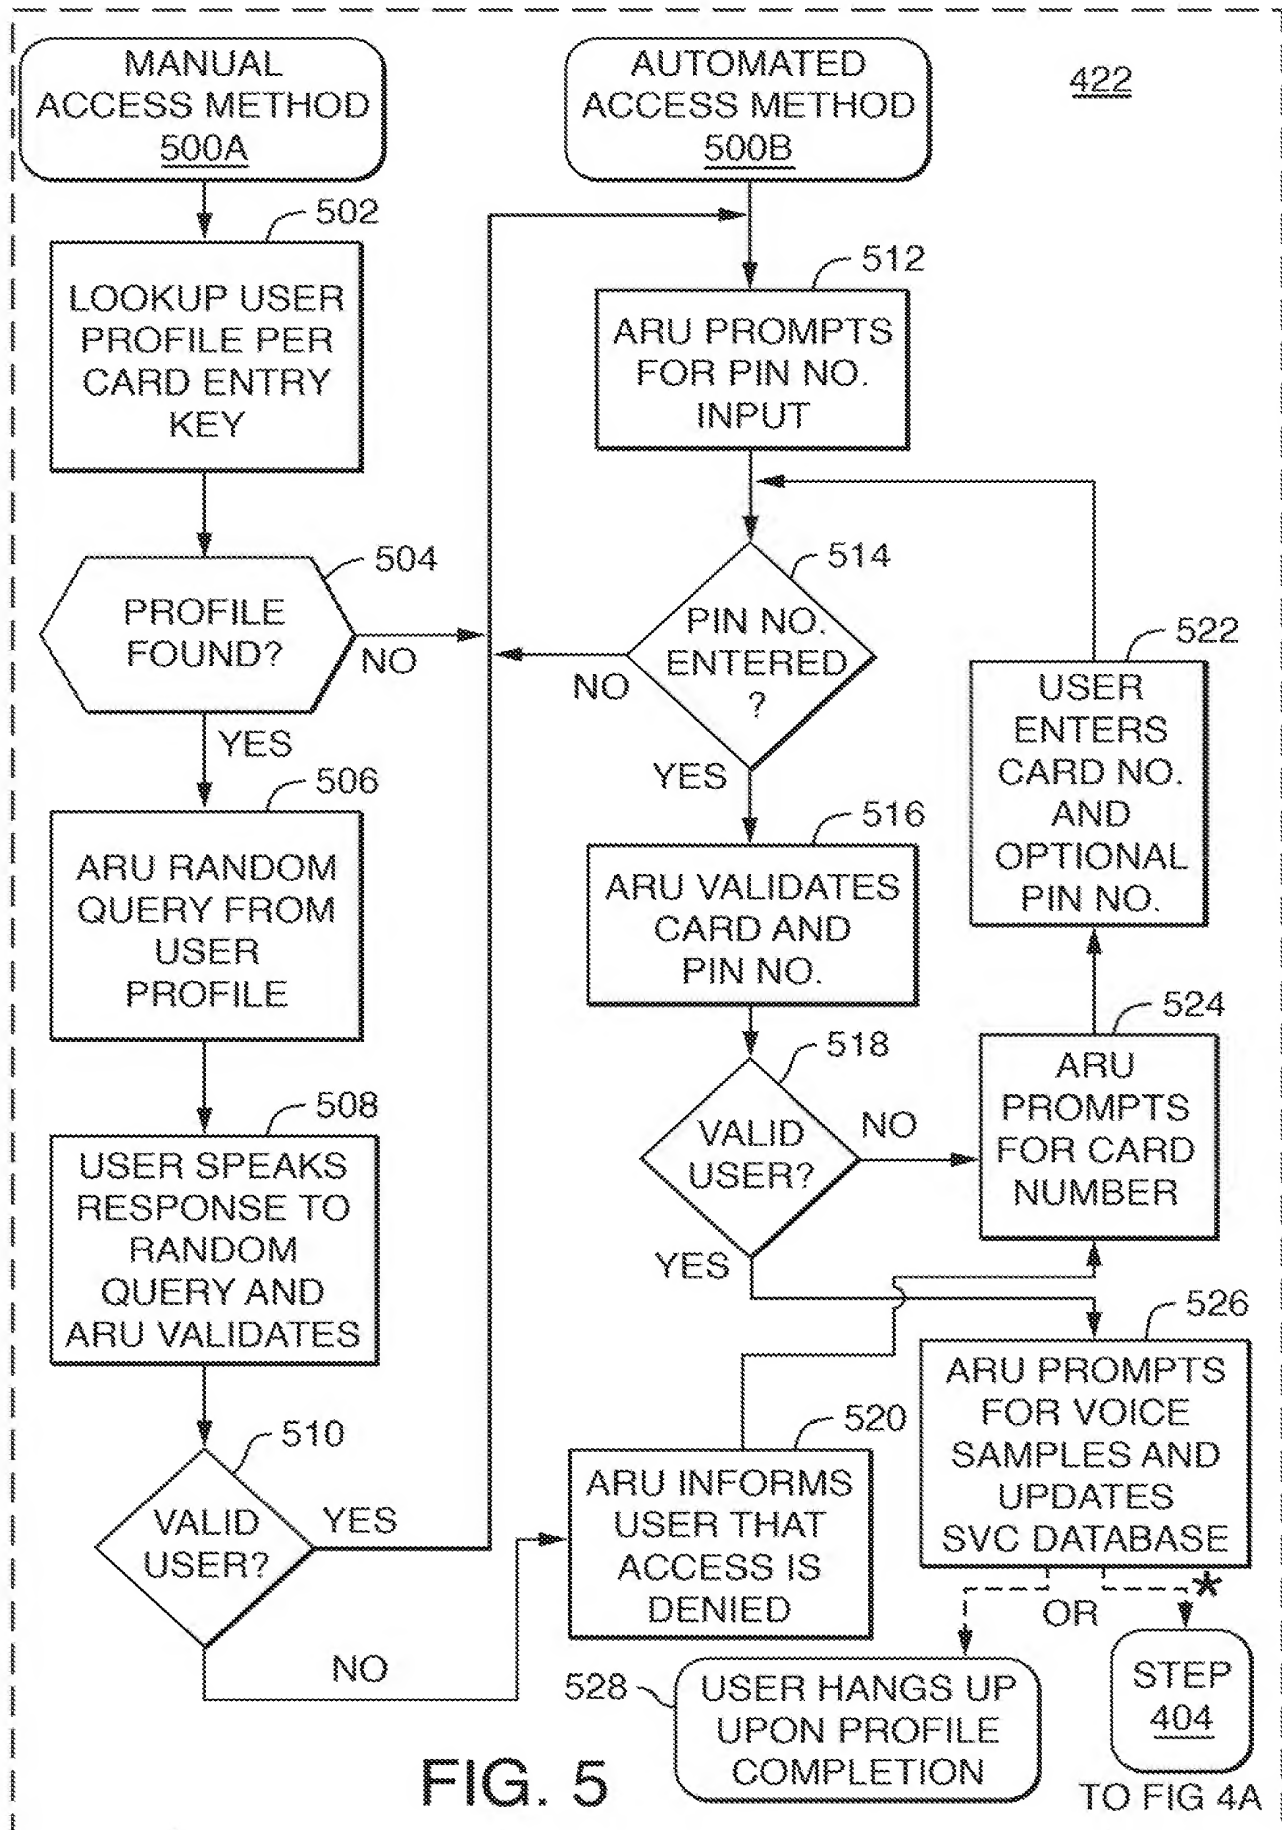 MANUAL
ACCESS METHOD
500A
AUTOMATED
ACCESS METHOD
500B
422
502
LOOKUP USER
PROFILE PER
CARD ENTRY
KEY
504
PROFILE
FOUND?
NO
YES
506
ARU RANDOM
QUERY FROM
USER
PROFILE
508
USER SPEAKS
RESPONSE TO
RANDOM
QUERY AND
ARU VALIDATES
510
VALID
USER?
YES
NO
512
ARU PROMPTS
FOR PIN NO.
INPUT
514
PIN NO.
ENTERED
?
NO
YES
516
ARU VALIDATES
CARD AND
PIN NO.
518
VALID
USER?
NO
YES
522
USER
ENTERS
CARD NO.
AND
OPTIONAL
PIN NO.
524
ARU
PROMPTS
FOR CARD
NUMBER
520
ARU INFORMS
USER THAT
ACCESS IS
DENIED
526
ARU PROMPTS
FOR VOICE
SAMPLES AND
UPDATES
SVC DATABASE
OR
*
528
USER HANGS UP
UPON PROFILE
COMPLETION
STEP
404
TO FIG 4A
FIG. 5